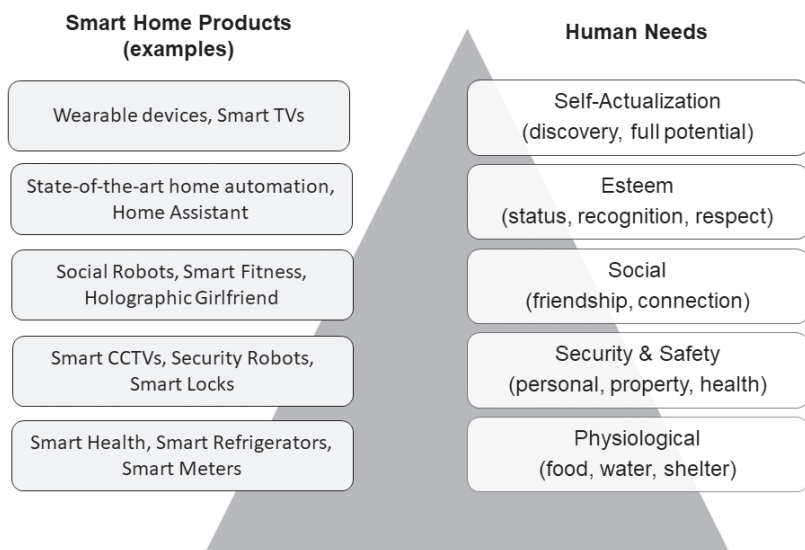 Smart Home Products
(examples)
Human Needs
Wearable devices, Smart TVs
Self-Actualization
(discovery, full potential)
State-of-the-art home automation,
Home Assistant
Esteem
(status, recognition, respect)
Social Robots, Smart Fitness,
Holographic Girlfriend
Social
(friendship, connection)
Smart CCTVs, Security Robots,
Smart Locks
Security & Safety
(personal, property, health)
Smart Health, Smart Refrigerators,
Smart Meters
Physiological
(food, water, shelter)